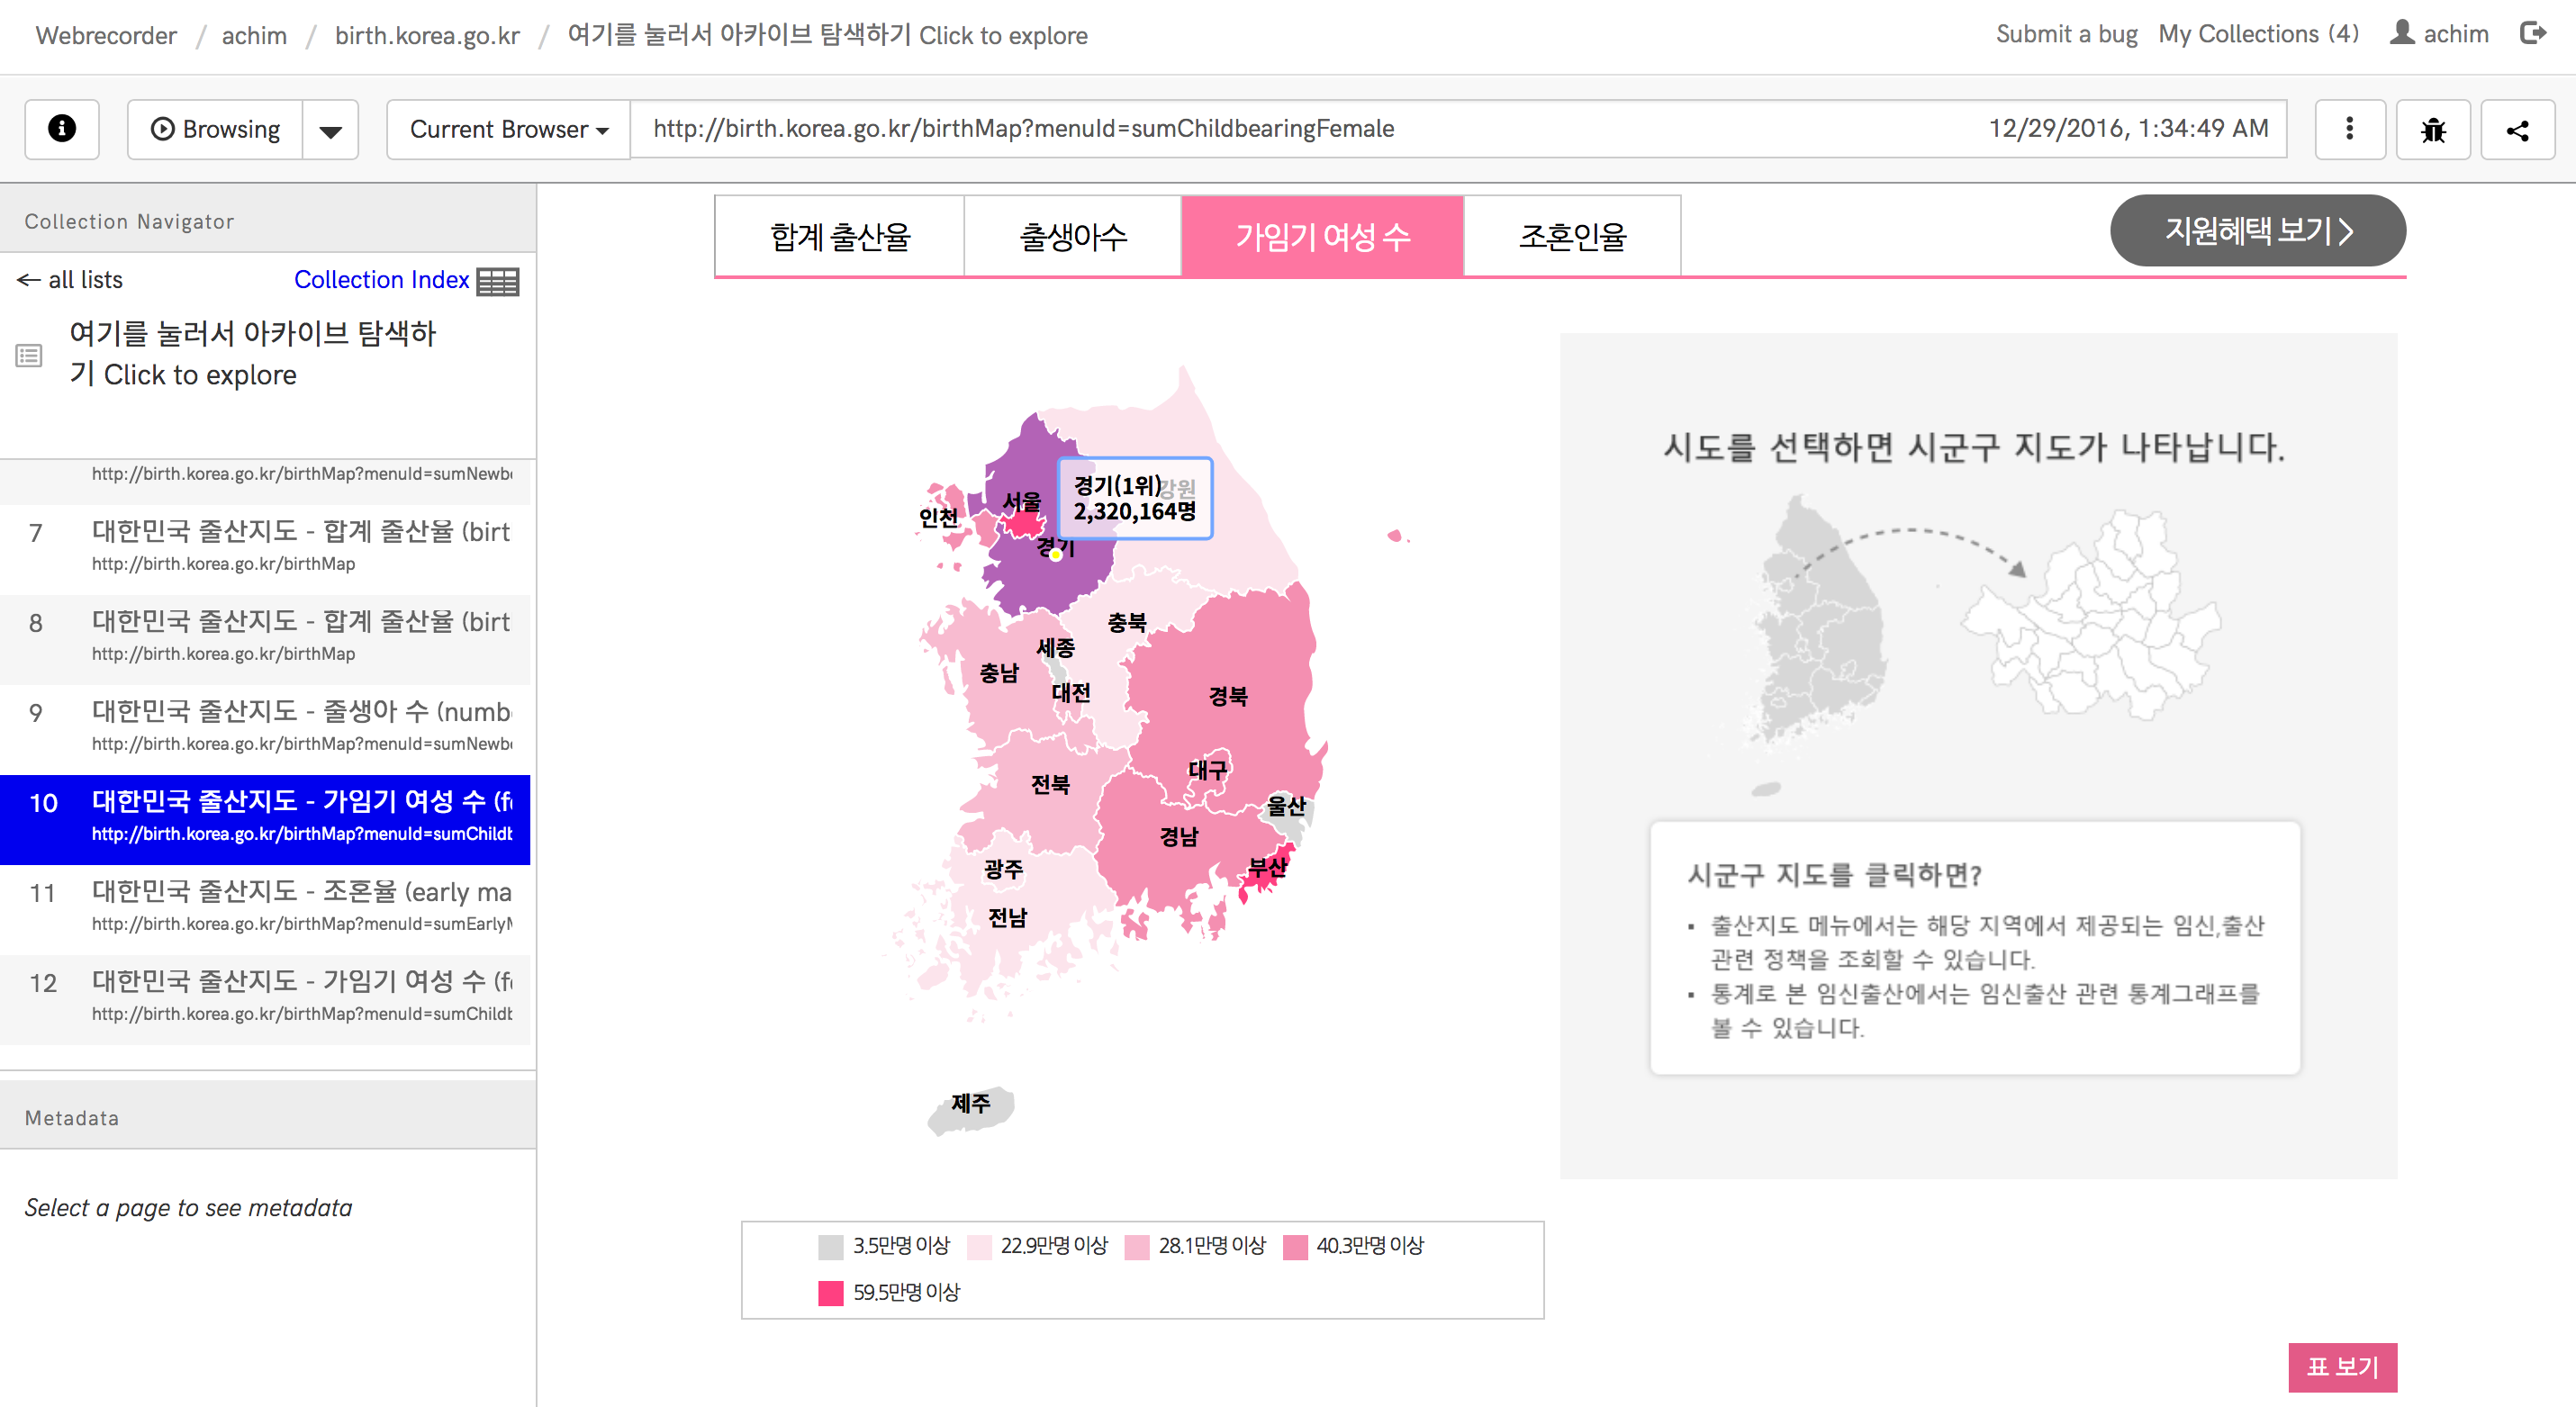 Webrecorder / achim / birth.korea.go.kr / 여기를 눌러서 아카이브 탐색하기 Click to explore
Submit a bug My Collections (4) achim
Browsing
Current Browser
http://birth.korea.go.kr/birthMap?menuId=sumChildbearingFemale
12/29/2016, 1:34:49 AM
Collection Navigator
← all lists
Collection Index
여기를 눌러서 아카이브 탐색하
기 Click to explore
http://birth.korea.go.kr/birthMap?menuId=sumNewb
7 대한민국 출산지도 - 합계 출산율 (birt
http://birth.korea.go.kr/birthMap
8 대한민국 출산지도 - 합계 출산율 (birt
http://birth.korea.go.kr/birthMap
9 대한민국 출산지도 - 출생아 수 (numb
http://birth.korea.go.kr/birthMap?menuId=sumNewb
10 대한민국 출산지도 - 가임기 여성 수 (f
http://birth.korea.go.kr/birthMap?menuId=sumChild
11 대한민국 출산지도 - 조혼율 (early ma
http://birth.korea.go.kr/birthMap?menuId=sumEarly
12 대한민국 출산지도 - 가임기 여성 수 (f
http://birth.korea.go.kr/birthMap?menuId=sumChild
Metadata
Select a page to see metadata
합계 출산율
출생아수
가임기 여성 수
조혼인율
지원혜택 보기
경기(1위)
2,320,164명
강원
서울
인천
경기
충북
세종
충남
대전
경북
대구
전북
울산
경남
부산
광주
전남
제주
3.5만명 이상
22.9만명 이상
28.1만명 이상
40.3만명 이상
59.5만명 이상
시도를 선택하면 시군구 지도가 나타납니다.
시군구 지도를 클릭하면?
▪ 출산지도 메뉴에서는 해당 지역에서 제공되는 임신,출산
관련 정책을 조회할 수 있습니다.
▪ 통계로 본 임신출산에서는 임신출산 관련 통계그래프를
볼 수 있습니다.
표 보기